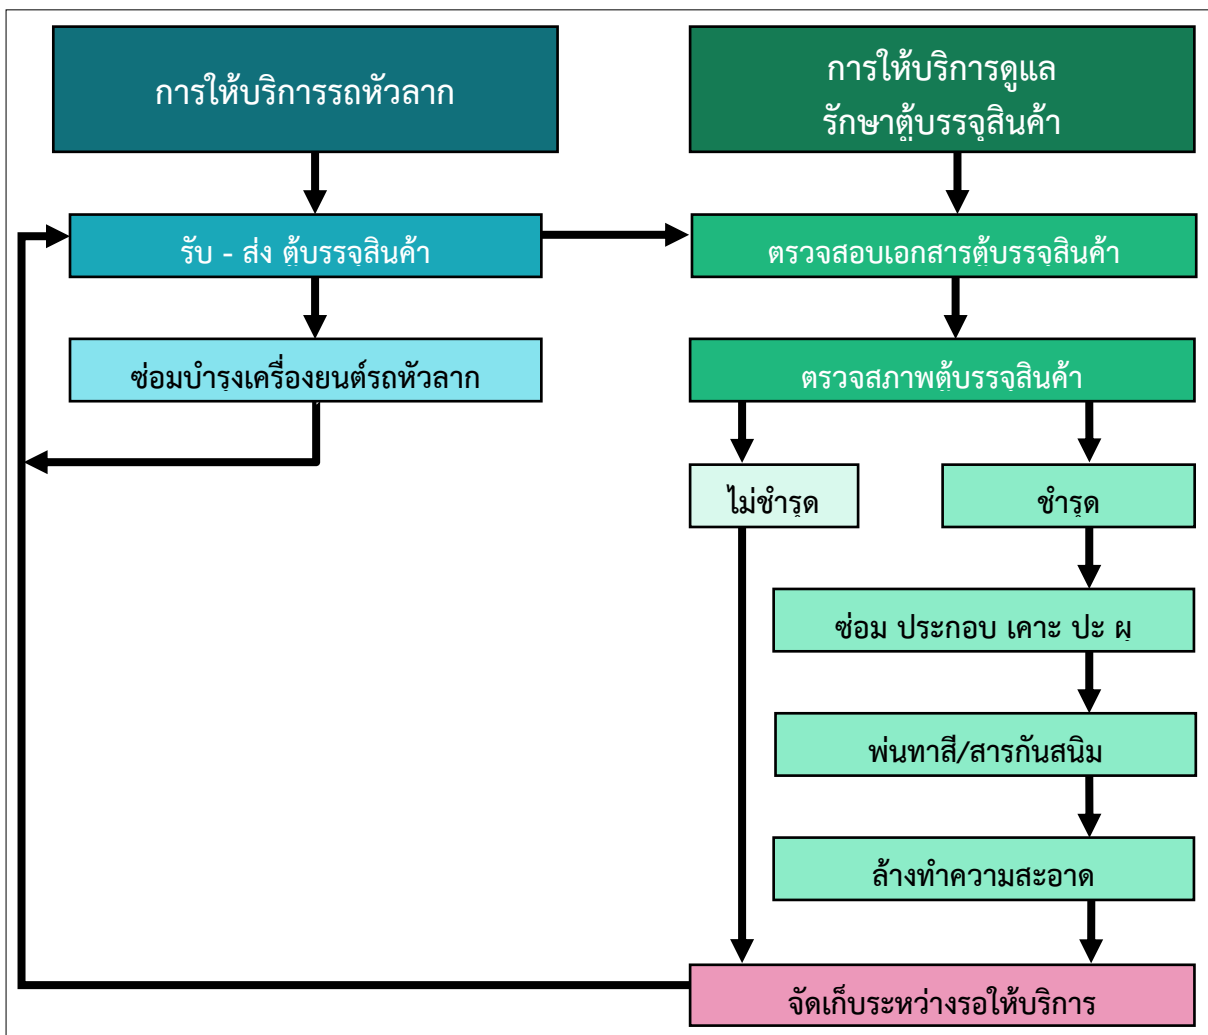 การให้บริการรถหัวลาก
การให้บริการดูแล
รักษาตู้บรรจุสินค้า
รับ - ส่ง ตู้บรรจุสินค้า
ตรวจสอบเอกสารตู้บรรจุสินค้า
ซ่อมบำรุงเครื่องยนต์รถหัวลาก
ตรวจสภาพตู้บรรจุสินค้า
ไม่ชำรุด
ชำรุด
ซ่อม ประกอบ เคาะ ปะ ผุ
พ่นทาสี/สารกันสนิม
ล้างทำความสะอาด
จัดเก็บระหว่างรอให้บริการ